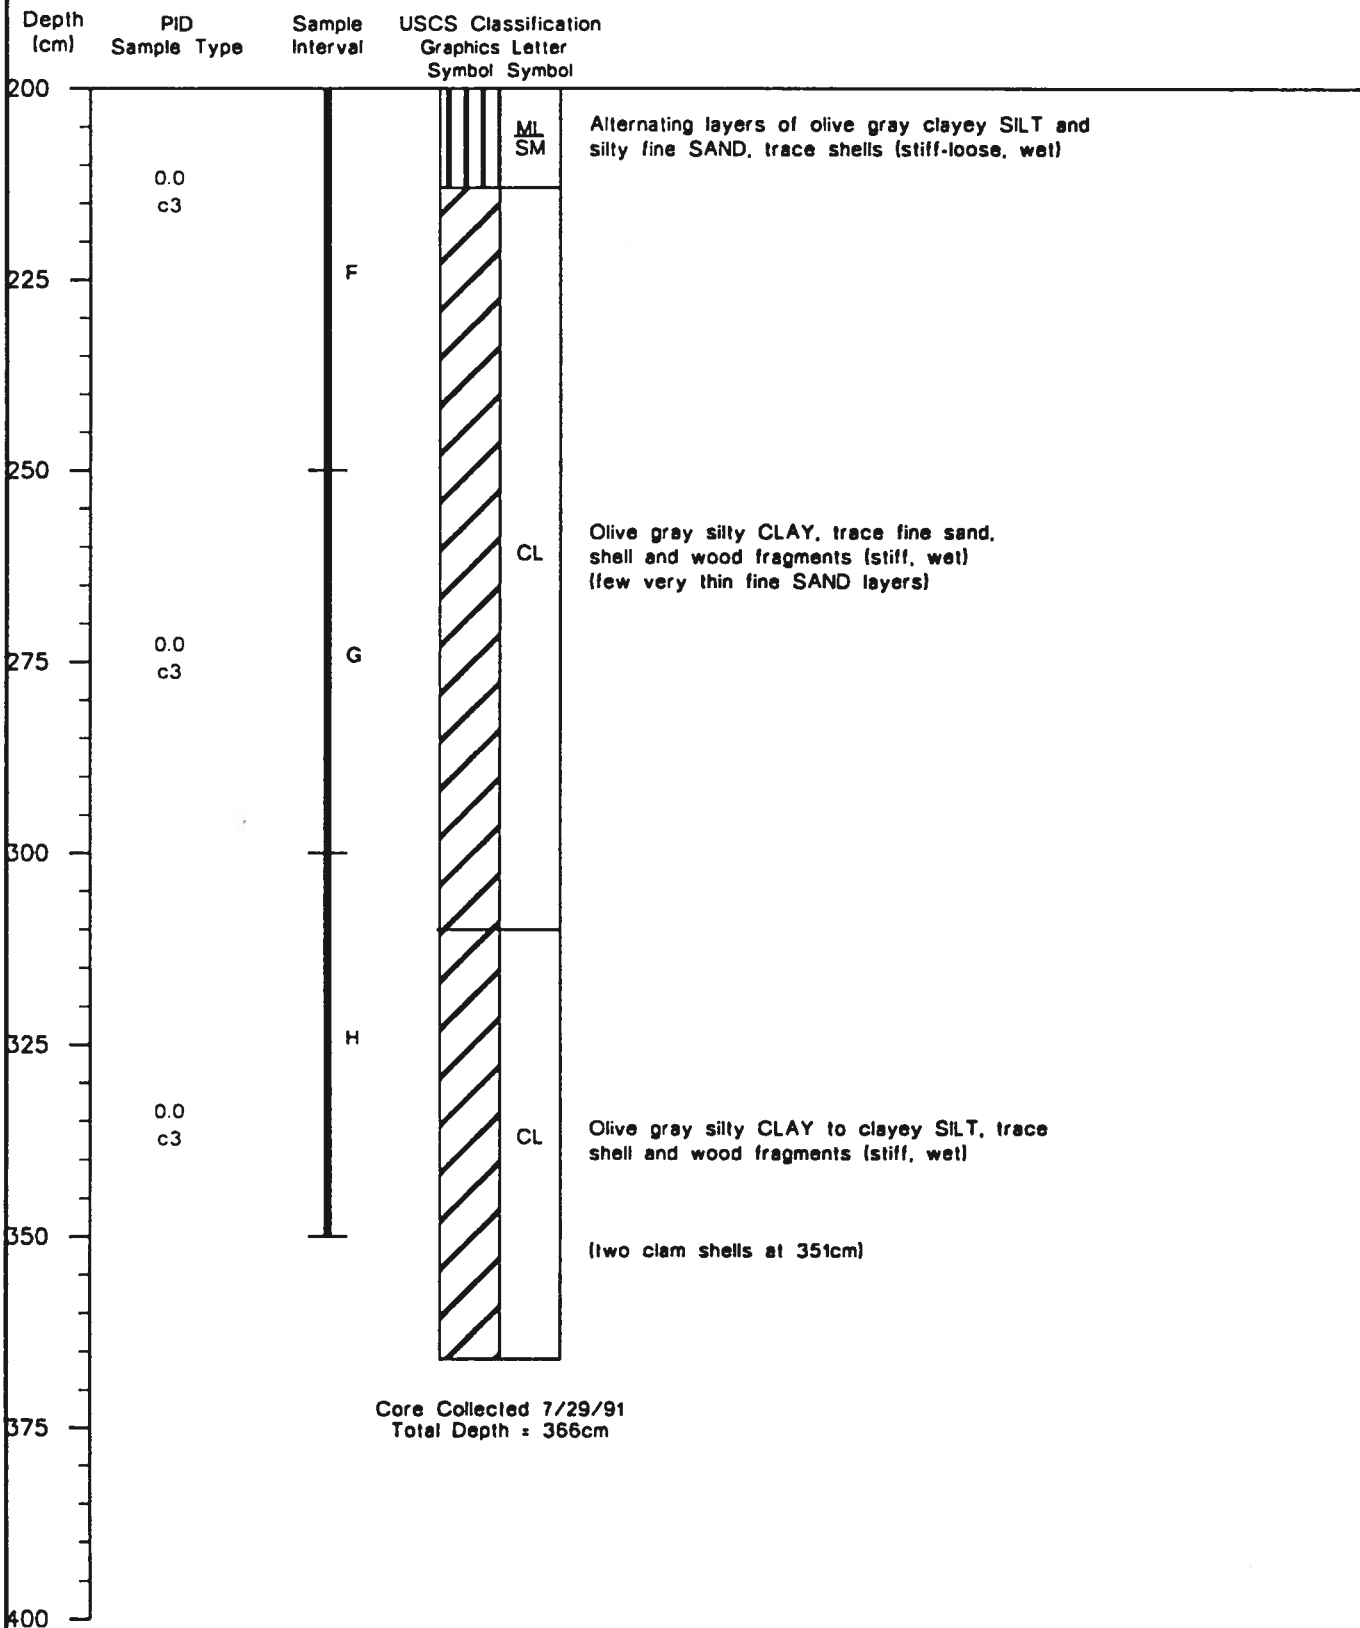 Depth
(cm)
PID
Sample Type
Sample
Interval
USCS Classification
Graphics Letter
Symbol Symbol
200
ML
SM
Alternating layers of olive gray clayey SILT and
silty fine SAND, trace shells (stiff-loose, wet)
0.0
c3
F
225
250
CL
Olive gray silty CLAY, trace fine sand,
shell and wood fragments (stiff, wet)
(few very thin fine SAND layers)
0.0
c3
G
275
300
H
325
0.0
c3
CL
Olive gray silty CLAY to clayey SILT, trace
shell and wood fragments (stiff, wet)
350
(two clam shells at 351cm)
Core Collected 7/29/91
Total Depth = 366cm
375
400